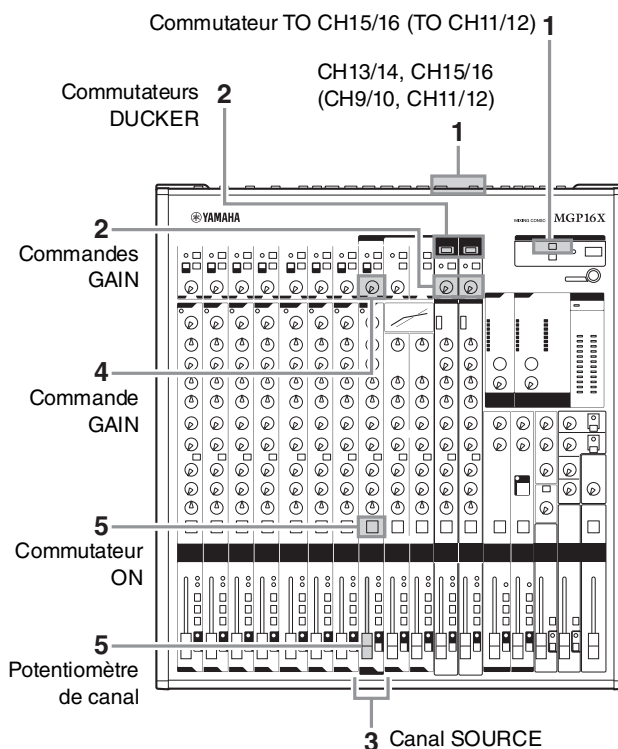 Commutateur TO CH15/16 (TO CH11/12) 1
CH13/14, CH15/16
(CH9/10, CH11/12)
1
Commutateurs 2
DUCKER
YAMAHA
MIXING CONSOLE
MGP16X
2
Commandes
GAIN
4
Commande
GAIN
5
Commutateur
ON
5
Potentiomètre
de canal
3 Canal SOURCE